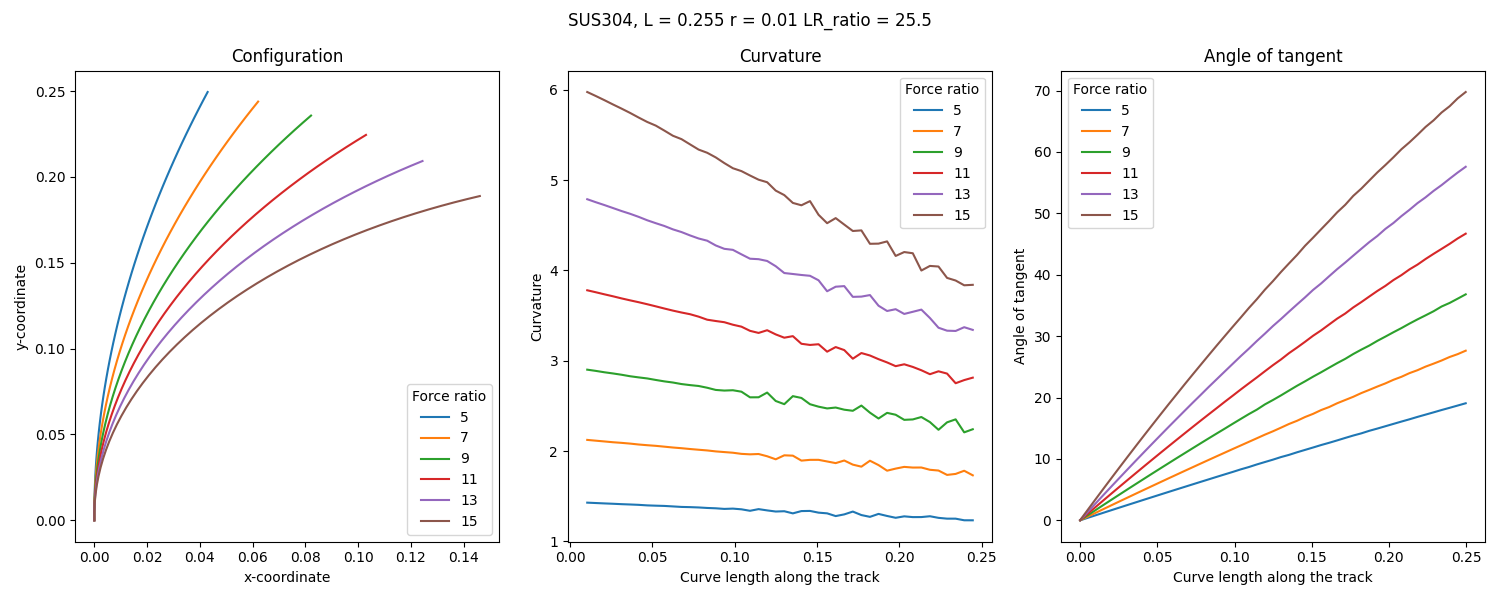 SUS304, L = 0.255 r = 0.01 LR_ratio = 25.5
Configuration
y-coordinate
0.25
0.20
0.15
0.10
0.05
0.00
0.00 0.02 0.04 0.06 0.08 0.10 0.12 0.14
x-coordinate
Force ratio
5
7
9
11
13
15
Curvature
Curvature
6
5
4
3
2
1
0.00 0.05 0.10 0.15 0.20 0.25
Curve length along the track
Force ratio
5
7
9
11
13
15
Angle of tangent
Angle of tangent
70
60
50
40
30
20
10
0
0.00 0.05 0.10 0.15 0.20 0.25
Curve length along the track
Force ratio
5
7
9
11
13
15